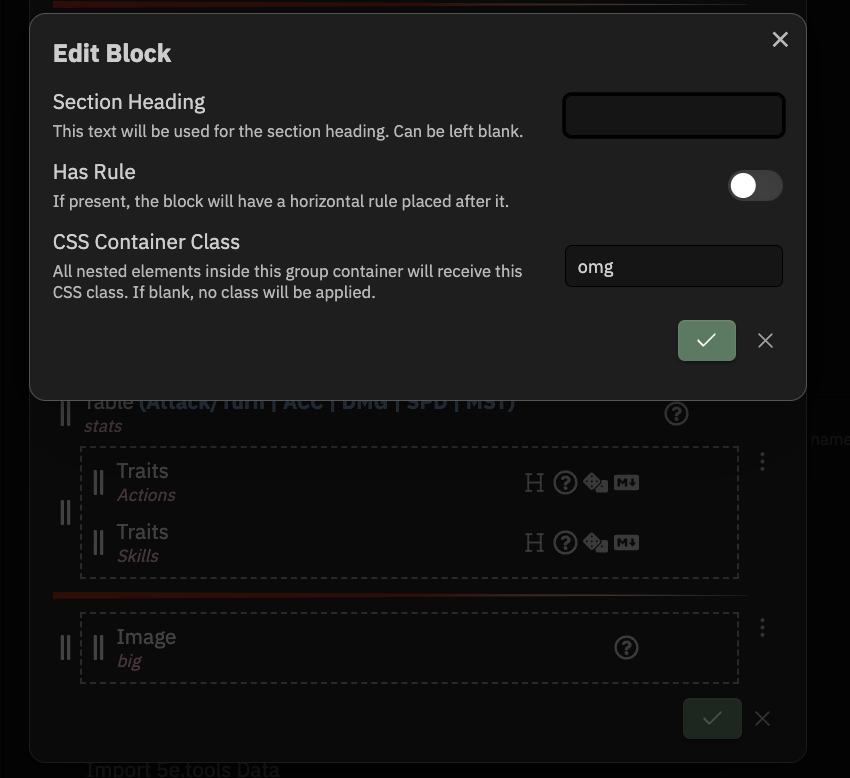 Edit Block
Section Heading
This text will be used for the section heading. Can be left blank.
Has Rule
If present, the block will have a horizontal rule placed after it.
CSS Container Class
All nested elements inside this group container will receive this
CSS class. If blank, no class will be applied.
omg
Table (Attack/Turn | ACC | DMG | SPD | MST)
stats
name
Traits
Actions
H ? M
Traits
Skills
H ? M
Image
big
?
Import 5e.tools Data